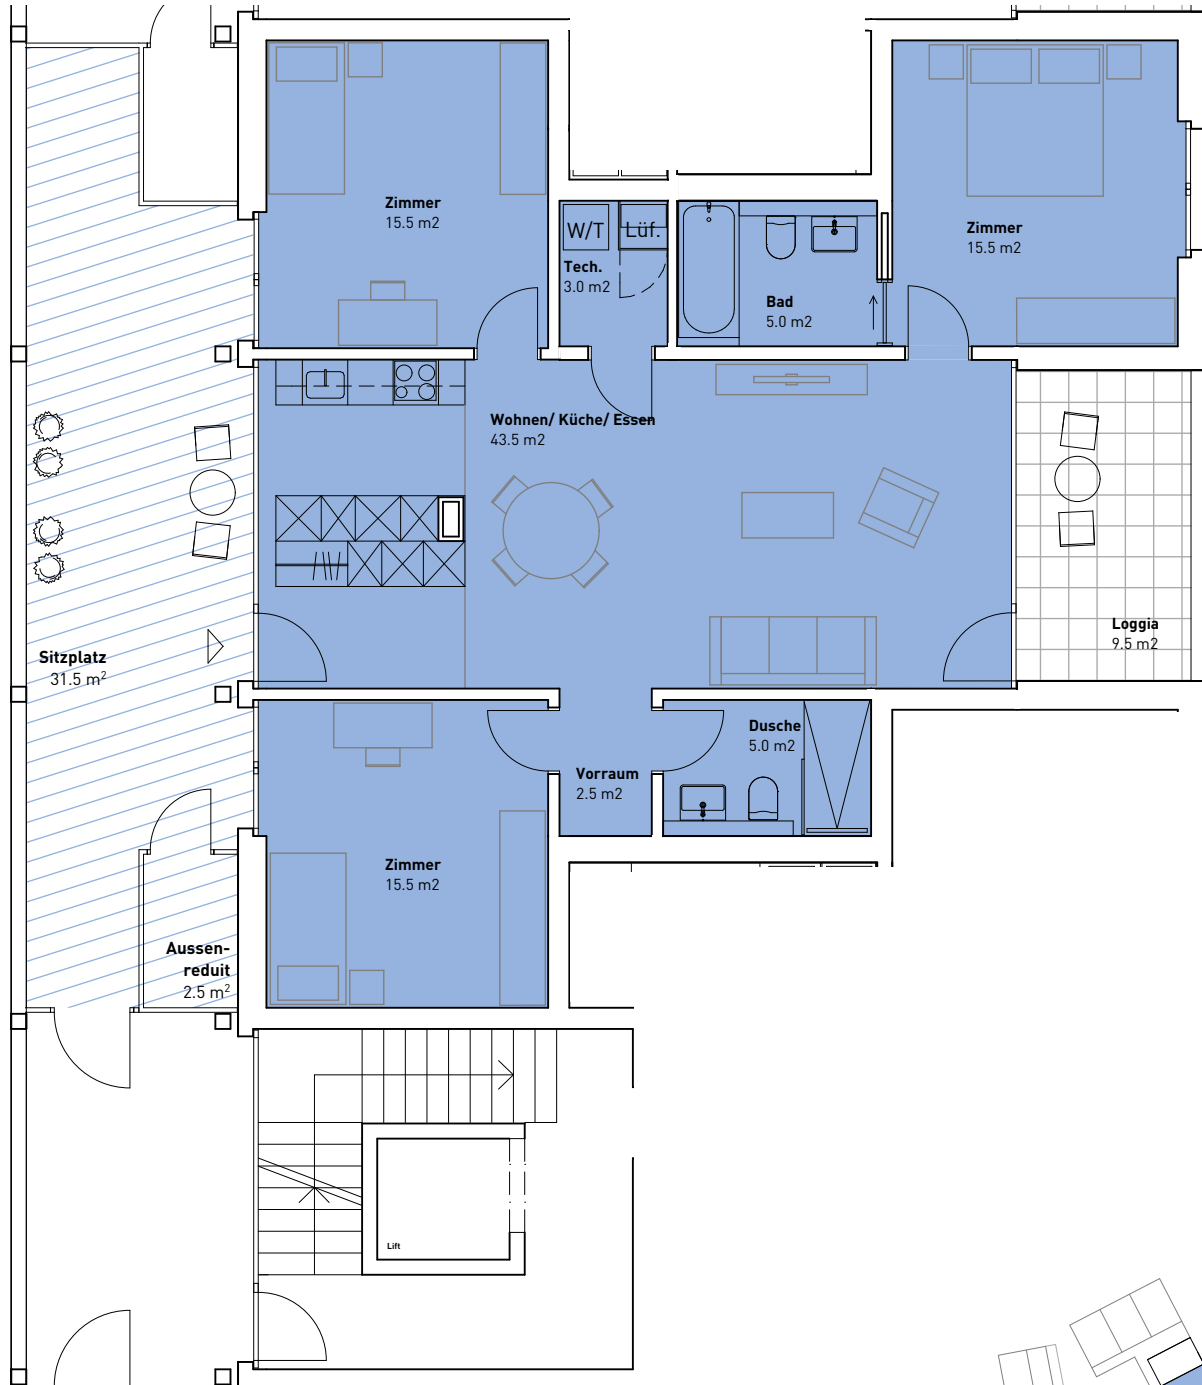 Zimmer
15.5 m2
W/T
Lüf.
Tech.
3.0 m2
Bad
5.0 m2
Zimmer
15.5 m2
Wohnen/ Küche/ Essen
43.5 m2
Sitzplatz
31.5 m²
Loggia
9.5 m2
Dusche
5.0 m2
Vorraum
2.5 m2
Zimmer
15.5 m2
Aussen-
reduit
2.5 m²
Lift